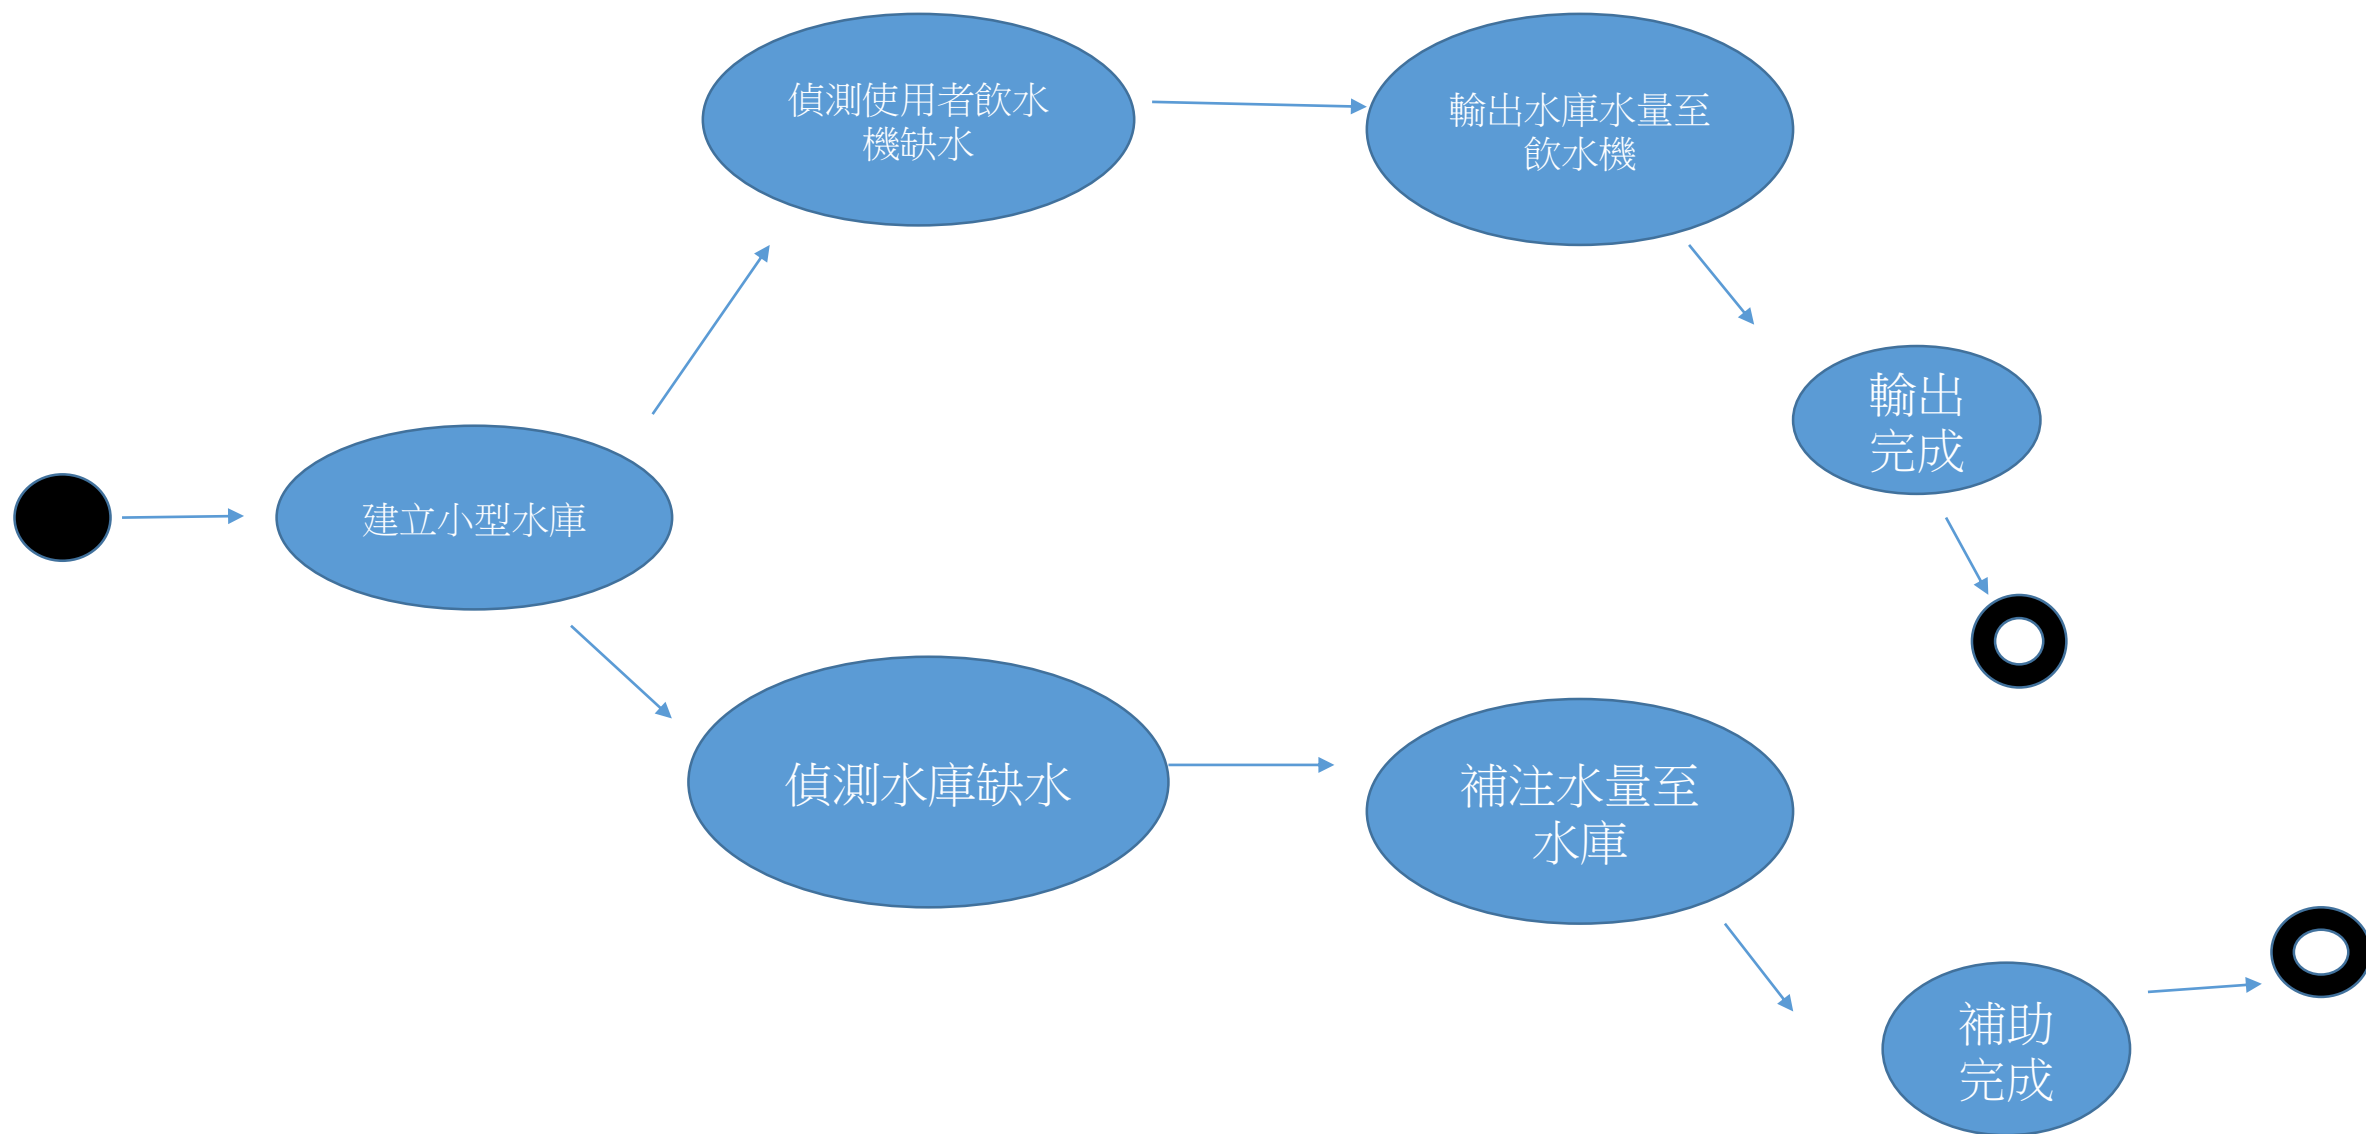 偵測使用者飲水
機缺水
輸出水庫水量至
飲水機
輸出
完成
建立小型水庫
偵測水庫缺水
補注水量至
水庫
補助
完成